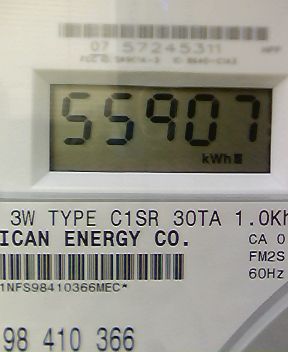 07 57245311
55907
kWh
3W TYPE C1SR 30TA 1.0Kh
ICAN ENERGY CO.
CA 0
FM2S
60Hz
1NFS98410366MEC*
98 410 366